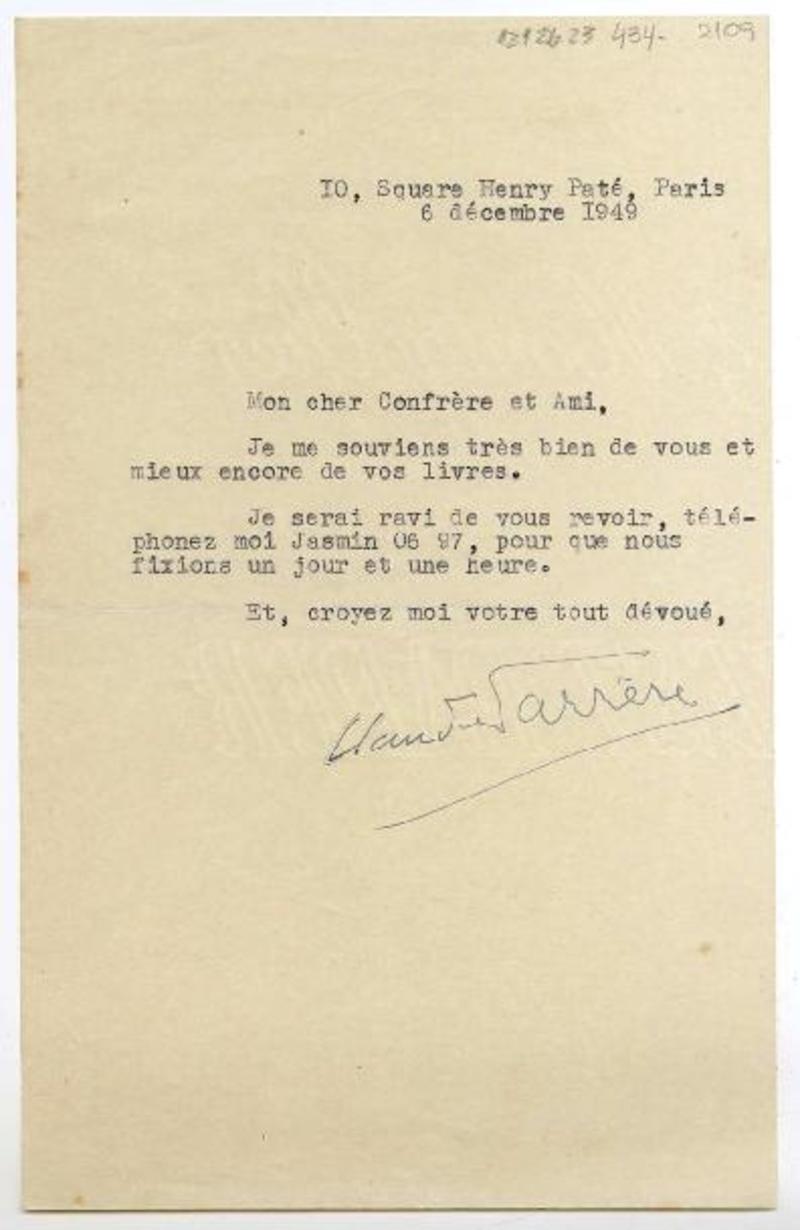 434- 2109
IO, Square Henry Paté, Paris
6 décembre 1949
Mon cher Confrère et Ami,
Je me souviens très bien de vous et
mieux encore de vos livres.
Je serai ravi de vous revoir, télé-
phonez moi Jasmin 06 97, pour que nous
fixions un jour et une heure.
Et, croyez moi votre tout dévoué,
Claude Farrère